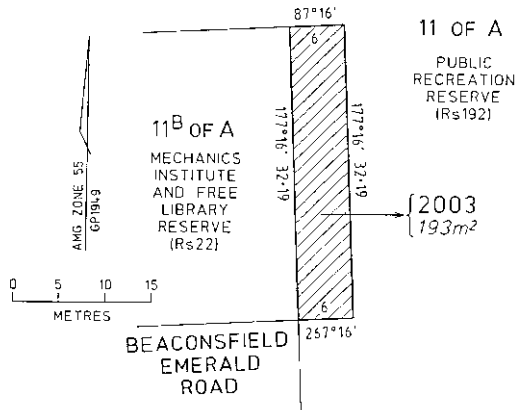 87°16'
6
11 OF A
PUBLIC
RECREATION
RESERVE
(Rs192)
11ᴮ OF A
MECHANICS
INSTITUTE
AND FREE
LIBRARY
RESERVE
(Rs22)
177°16' 32·19
177°16' 32·19
AMG ZONE 55
GP1949
2003
193m²
0 5 10 15
METRES
6
267°16'
BEACONSFIELD
EMERALD
ROAD